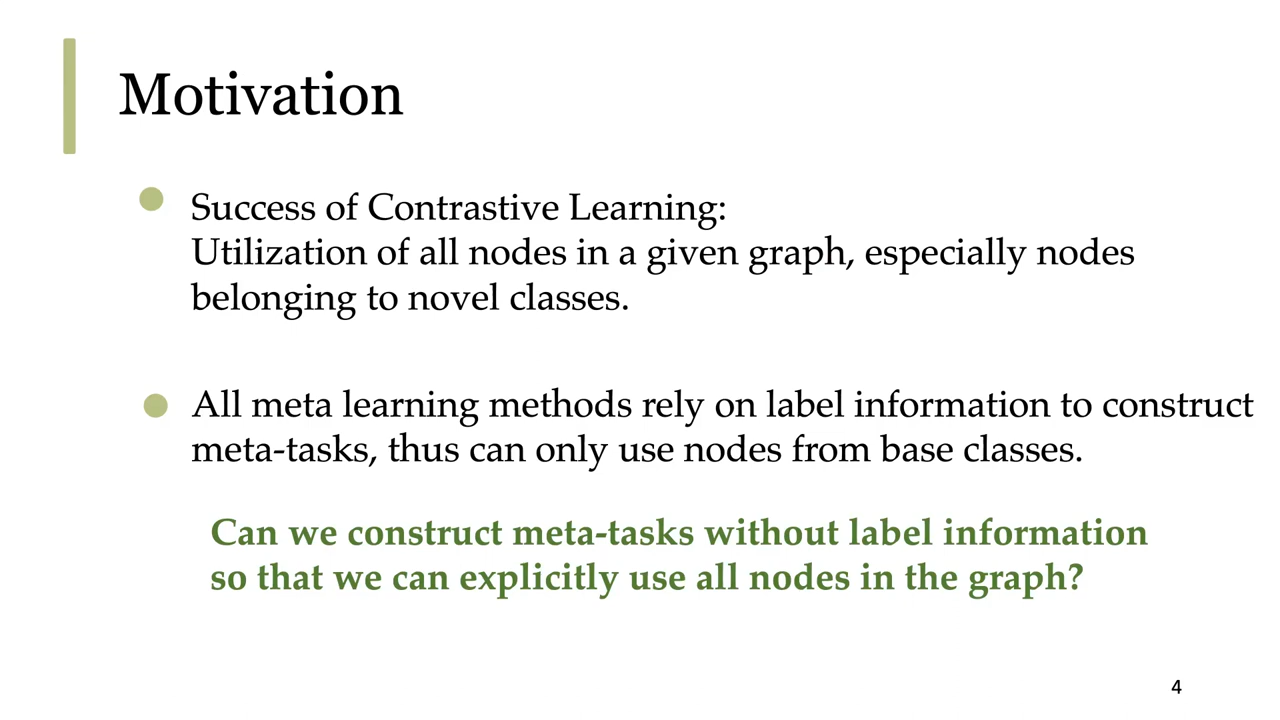 Motivation
Success of Contrastive Learning:
Utilization of all nodes in a given graph, especially nodes
belonging to novel classes.
All meta learning methods rely on label information to construct
meta-tasks, thus can only use nodes from base classes.
Can we construct meta-tasks without label information
so that we can explicitly use all nodes in the graph?
4